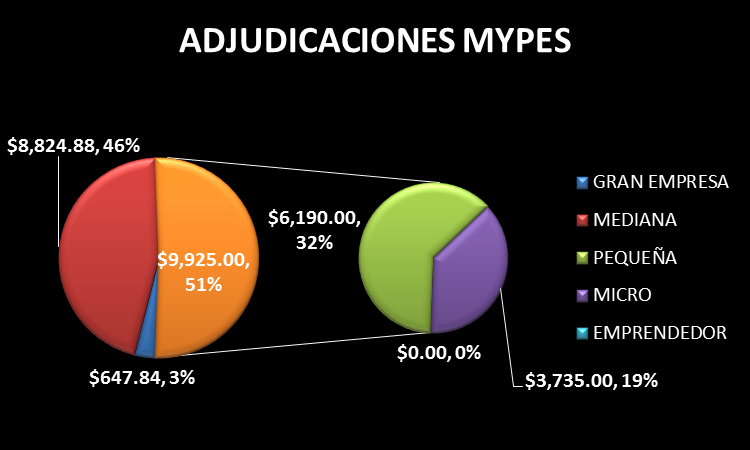 ADJUDICACIONES MYPES
$8,824.88, 46%
$9,925.00,
51%
$647.84, 3%
$6,190.00,
32%
$0.00, 0%
$3,735.00, 19%
GRAN EMPRESA
MEDIANA
PEQUEÑA
MICRO
EMPRENDEDOR